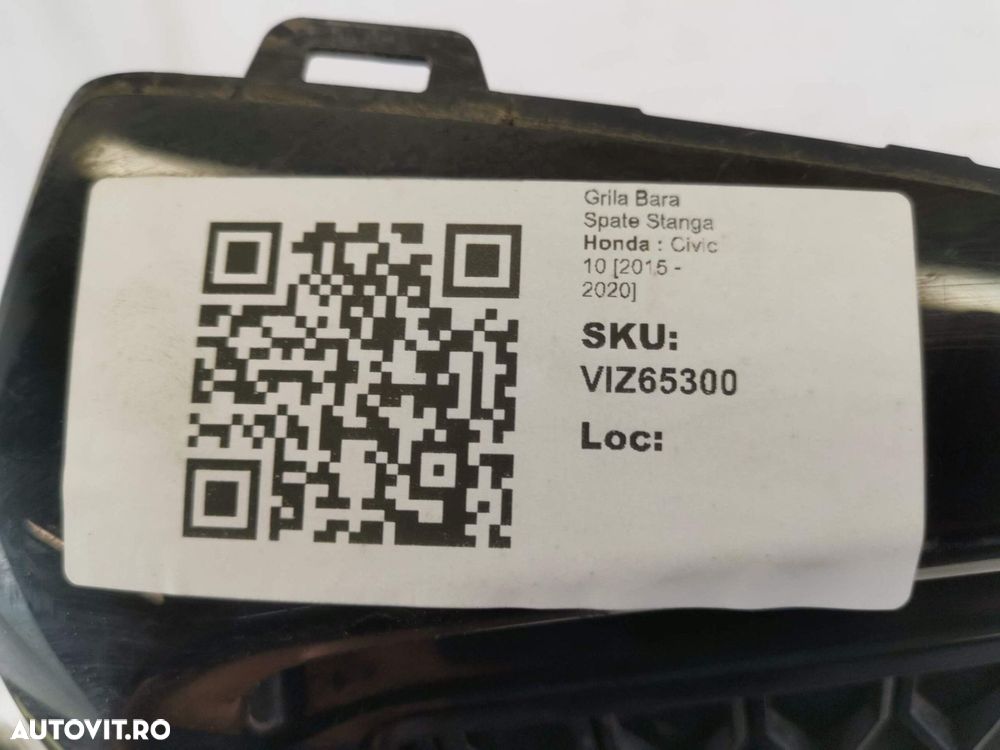 Grila Bara
Spate Stanga
Honda : Civic
10 [2015 -
2020]
SKU:
VIZ65300
Loc:
AUTOVIT.RO